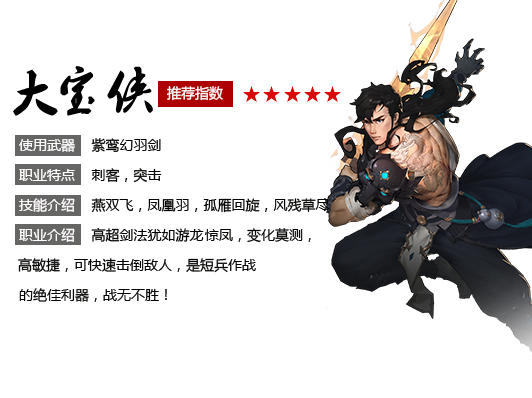 大宝侠 推荐指数 ★★★★★
使用武器 紫鸾幻羽剑
职业特点 刺客，突击
技能介绍 燕双飞，凤凰羽，孤雁回旋，风残草尽
职业介绍 高超剑法犹如游龙惊凤，变化莫测，
高敏捷，可快速击倒敌人，是短兵作战
的绝佳利器，战无不胜！